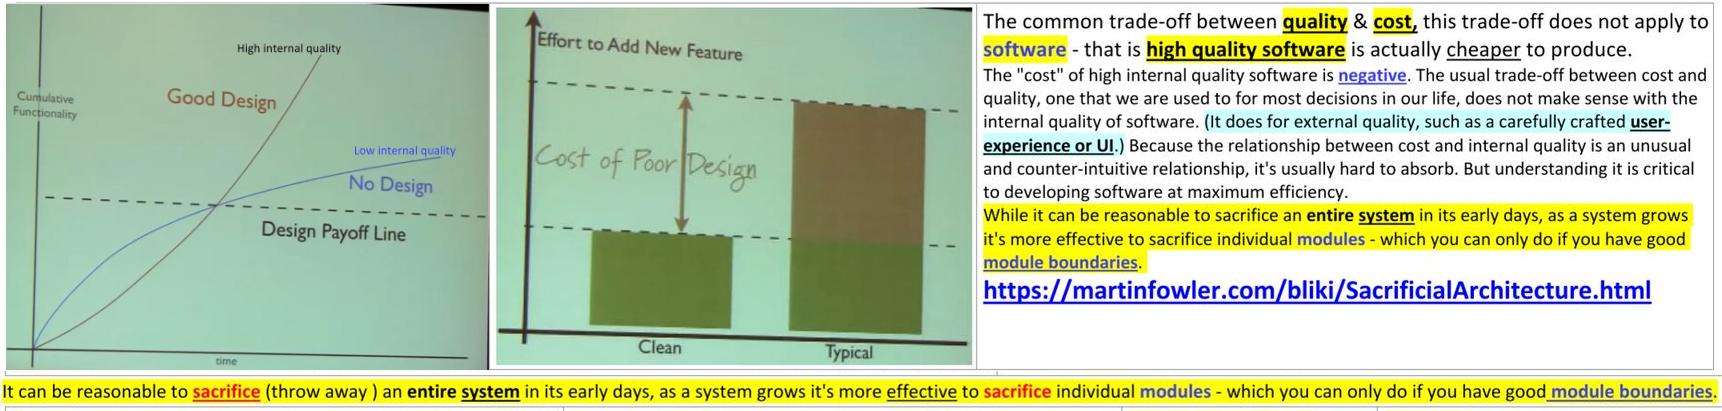 High internal quality
Good Design
Cumulative
Functionality
Low internal quality
No Design
Design Payoff Line
time
Effort to Add New Feature
Cost of Poor Design
Clean
Typical
The common trade-off between quality & cost, this trade-off does not apply to
software - that is high quality software is actually cheaper to produce.
The "cost" of high internal quality software is negative. The usual trade-off between cost and
quality, one that we are used to for most decisions in our life, does not make sense with the
internal quality of software. (It does for external quality, such as a carefully crafted user-
experience or UI.) Because the relationship between cost and internal quality is an unusual
and counter-intuitive relationship, it's usually hard to absorb. But understanding it is critical
to developing software at maximum efficiency.
While it can be reasonable to sacrifice an entire system in its early days, as a system grows
it's more effective to sacrifice individual modules - which you can only do if you have good
module boundaries.
https://martinfowler.com/bliki/SacrificialArchitecture.html
It can be reasonable to sacrifice (throw away ) an entire system in its early days, as a system grows it's more effective to sacrifice individual modules - which you can only do if you have good module boundaries.